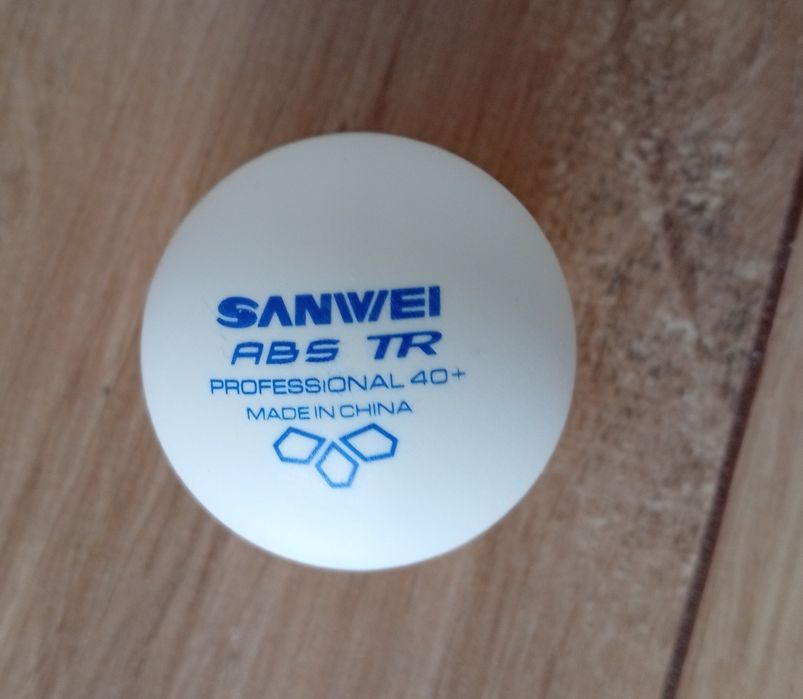 SANWEI
ABS TR
PROFESSIONAL 40+
MADE IN CHINA